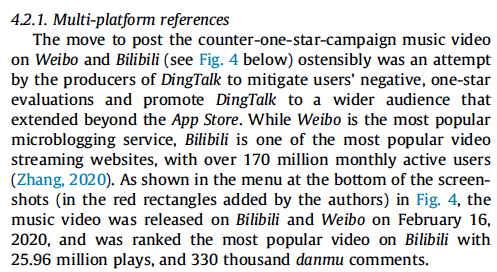 4.2.1. Multi-platform references
The move to post the counter-one-star-campaign music video
on Weibo and Bilibili (see Fig. 4 below) ostensibly was an attempt
by the producers of DingTalk to mitigate users' negative, one-star
evaluations and promote DingTalk to a wider audience that
extended beyond the App Store. While Weibo is the most popular
microblogging service, Bilibili is one of the most popular video
streaming websites, with over 170 million monthly active users
(Zhang, 2020). As shown in the menu at the bottom of the screen-
shots (in the red rectangles added by the authors) in Fig. 4, the
music video was released on Bilibili and Weibo on February 16,
2020, and was ranked the most popular video on Bilibili with
25.96 million plays, and 330 thousand danmu comments.